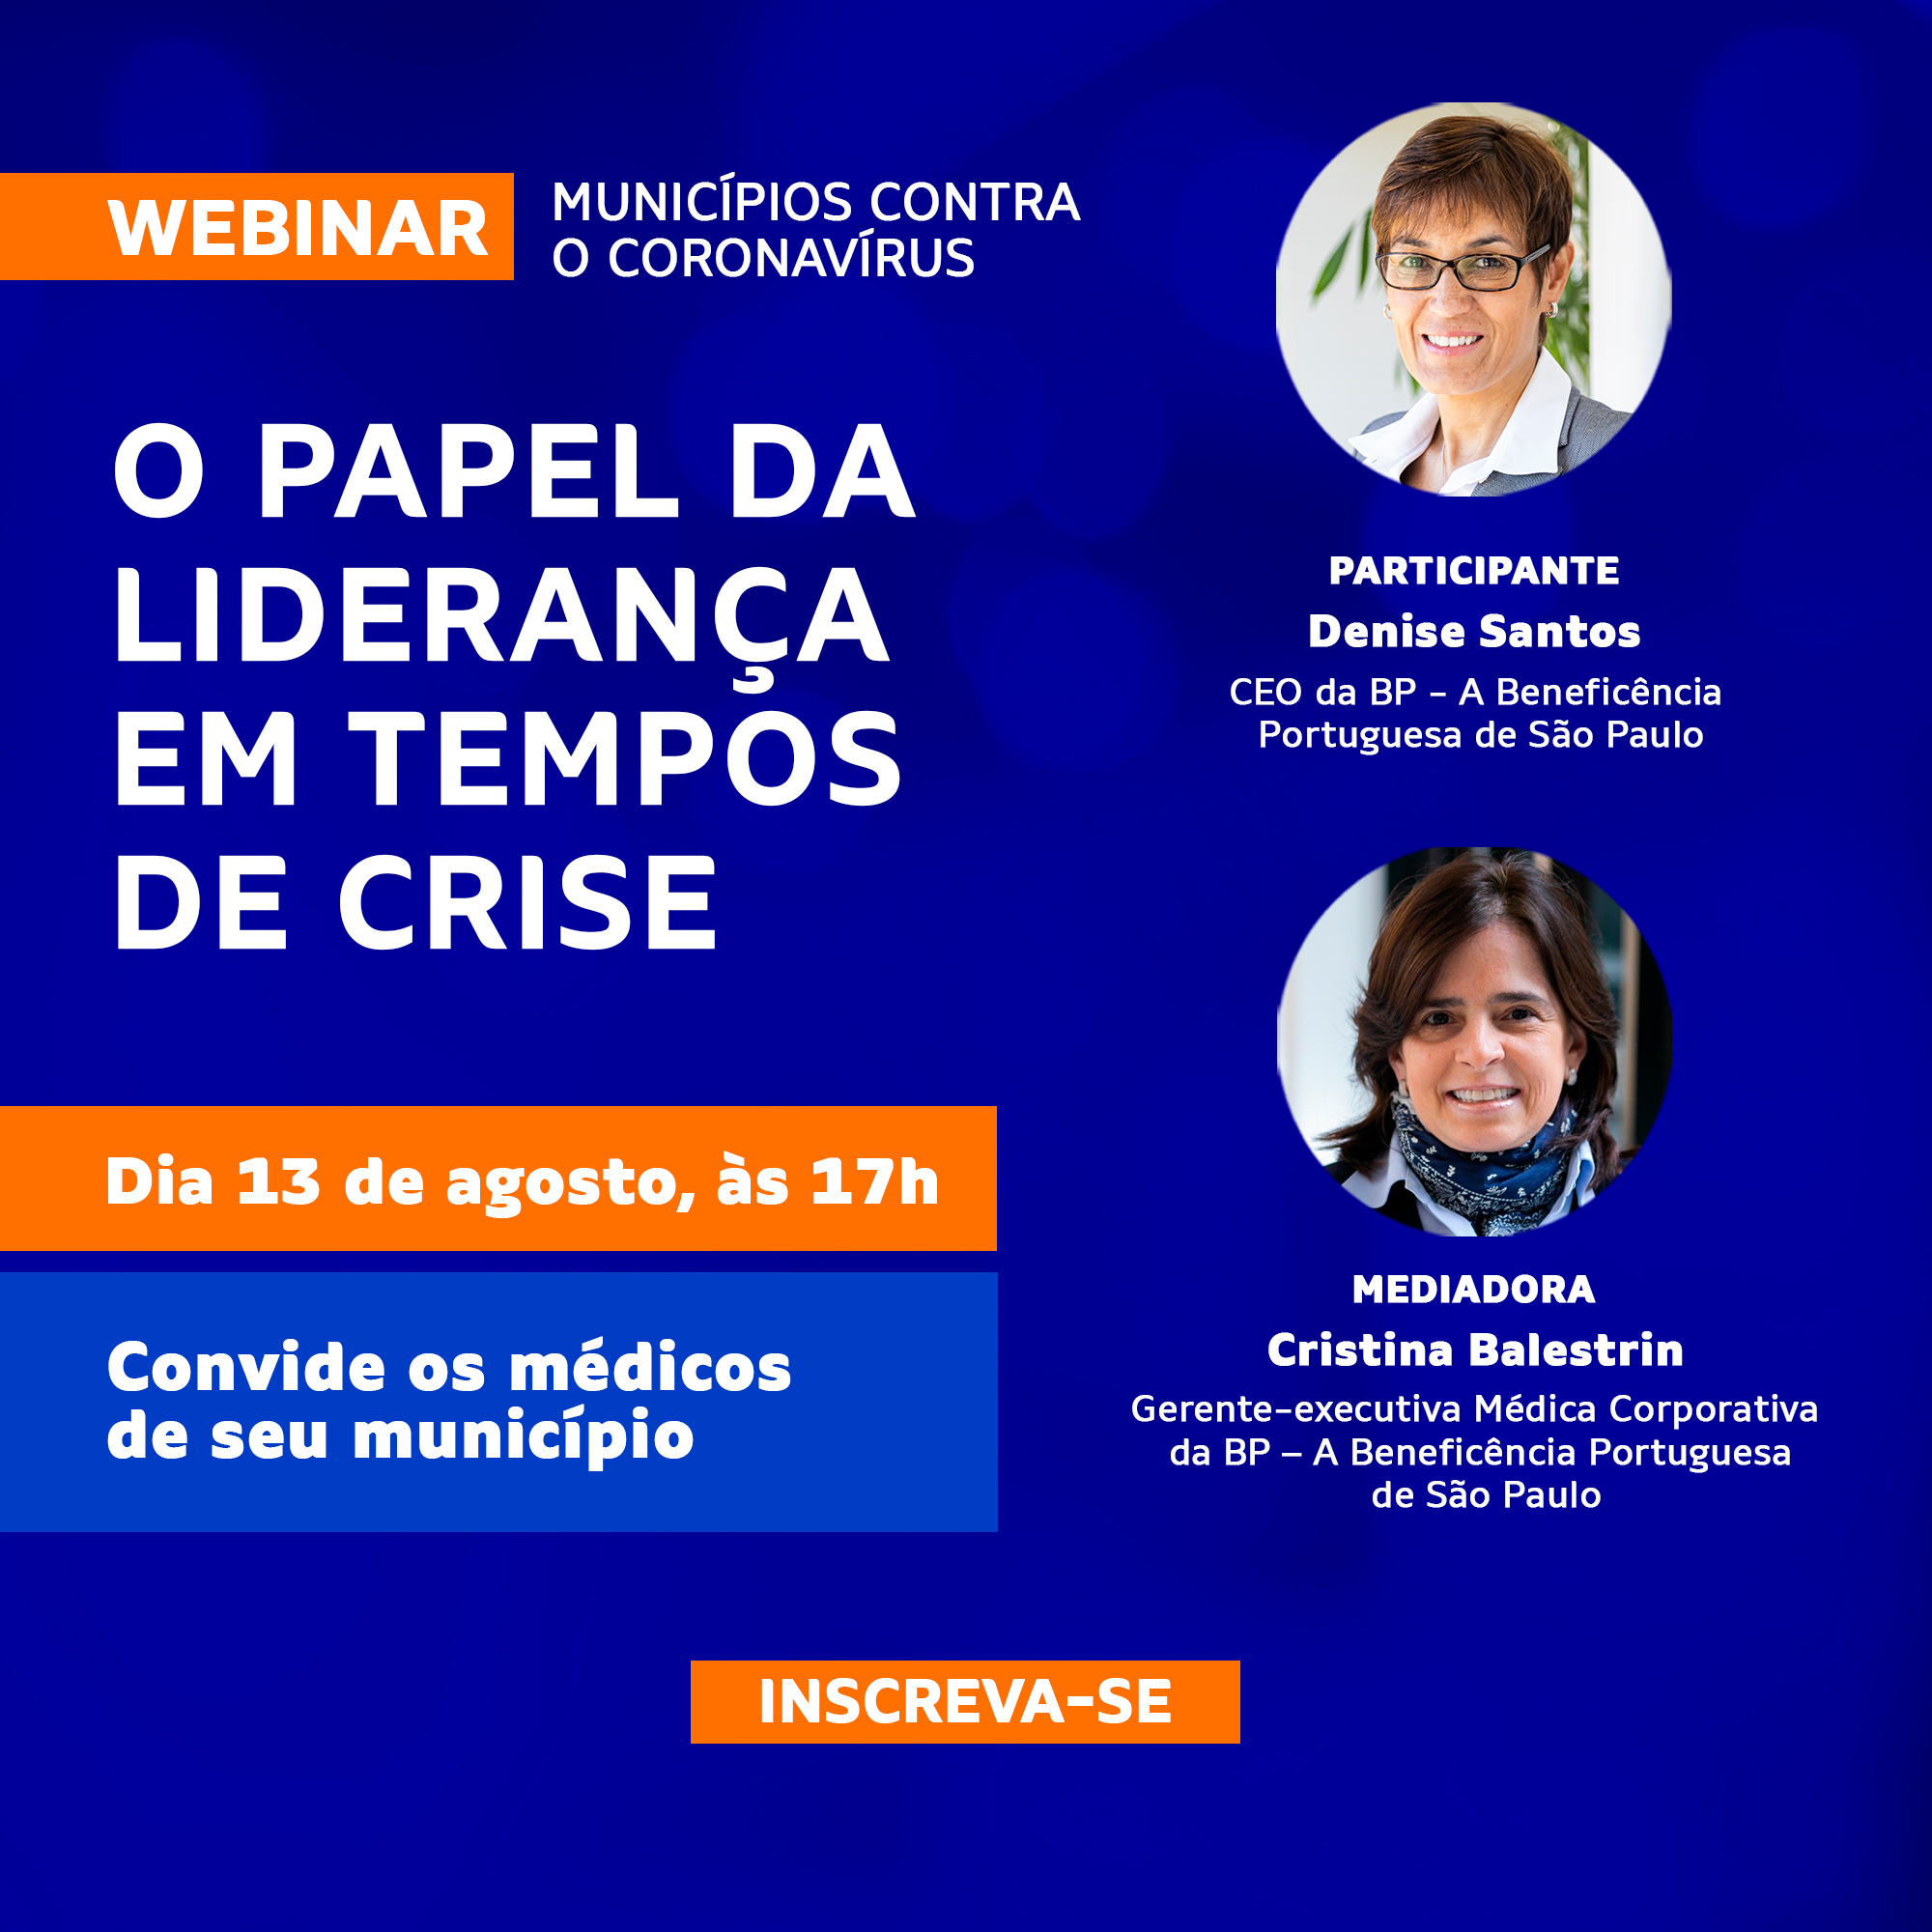 WEBINAR
MUNICÍPIOS CONTRA
O CORONAVÍRUS
O PAPEL DA
LIDERANÇA
EM TEMPOS
DE CRISE
Dia 13 de agosto, às 17h
Convide os médicos
de seu município
PARTICIPANTE
Denise Santos
CEO da BP - A Beneficência
Portuguesa de São Paulo
MEDIADORA
Cristina Balestrin
Gerente-executiva Médica Corporativa
da BP – A Beneficência Portuguesa
de São Paulo
INSCREVA-SE